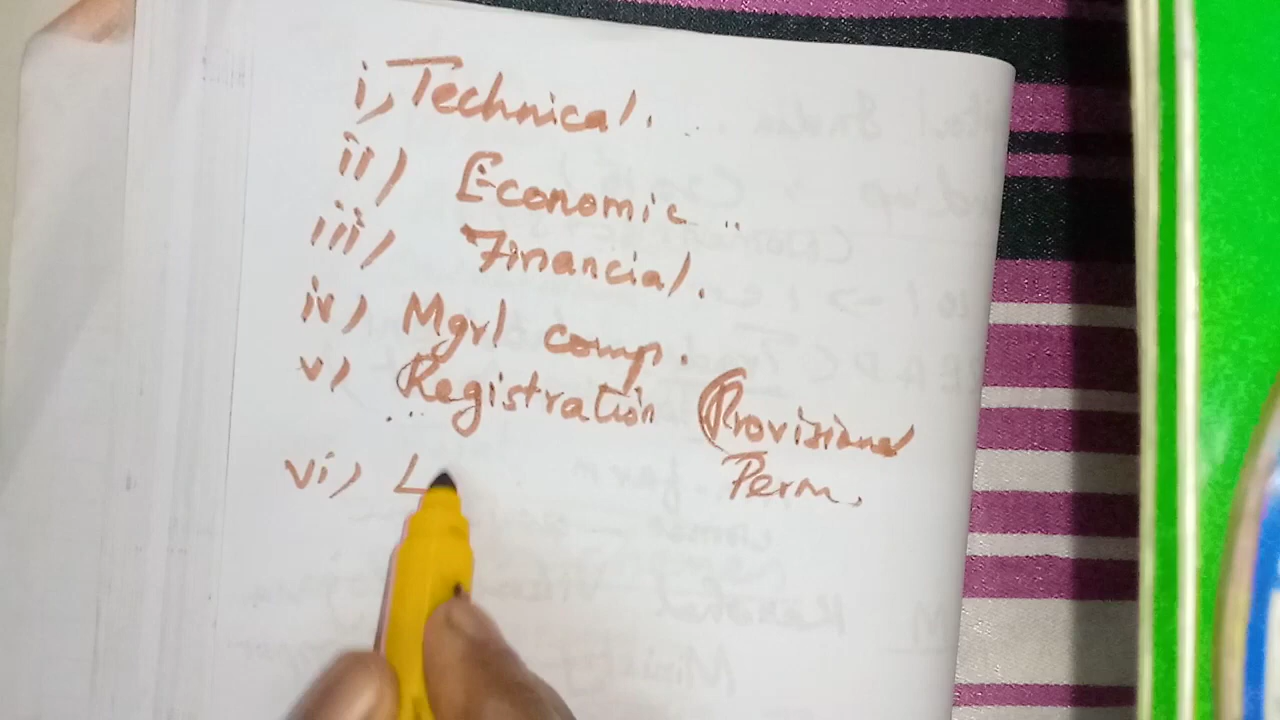 i) Technical.
ii) Economic ..
iii) Financial.
iv) Mgrl comp.
v) Registration (Provisional
Perm.
vi) L